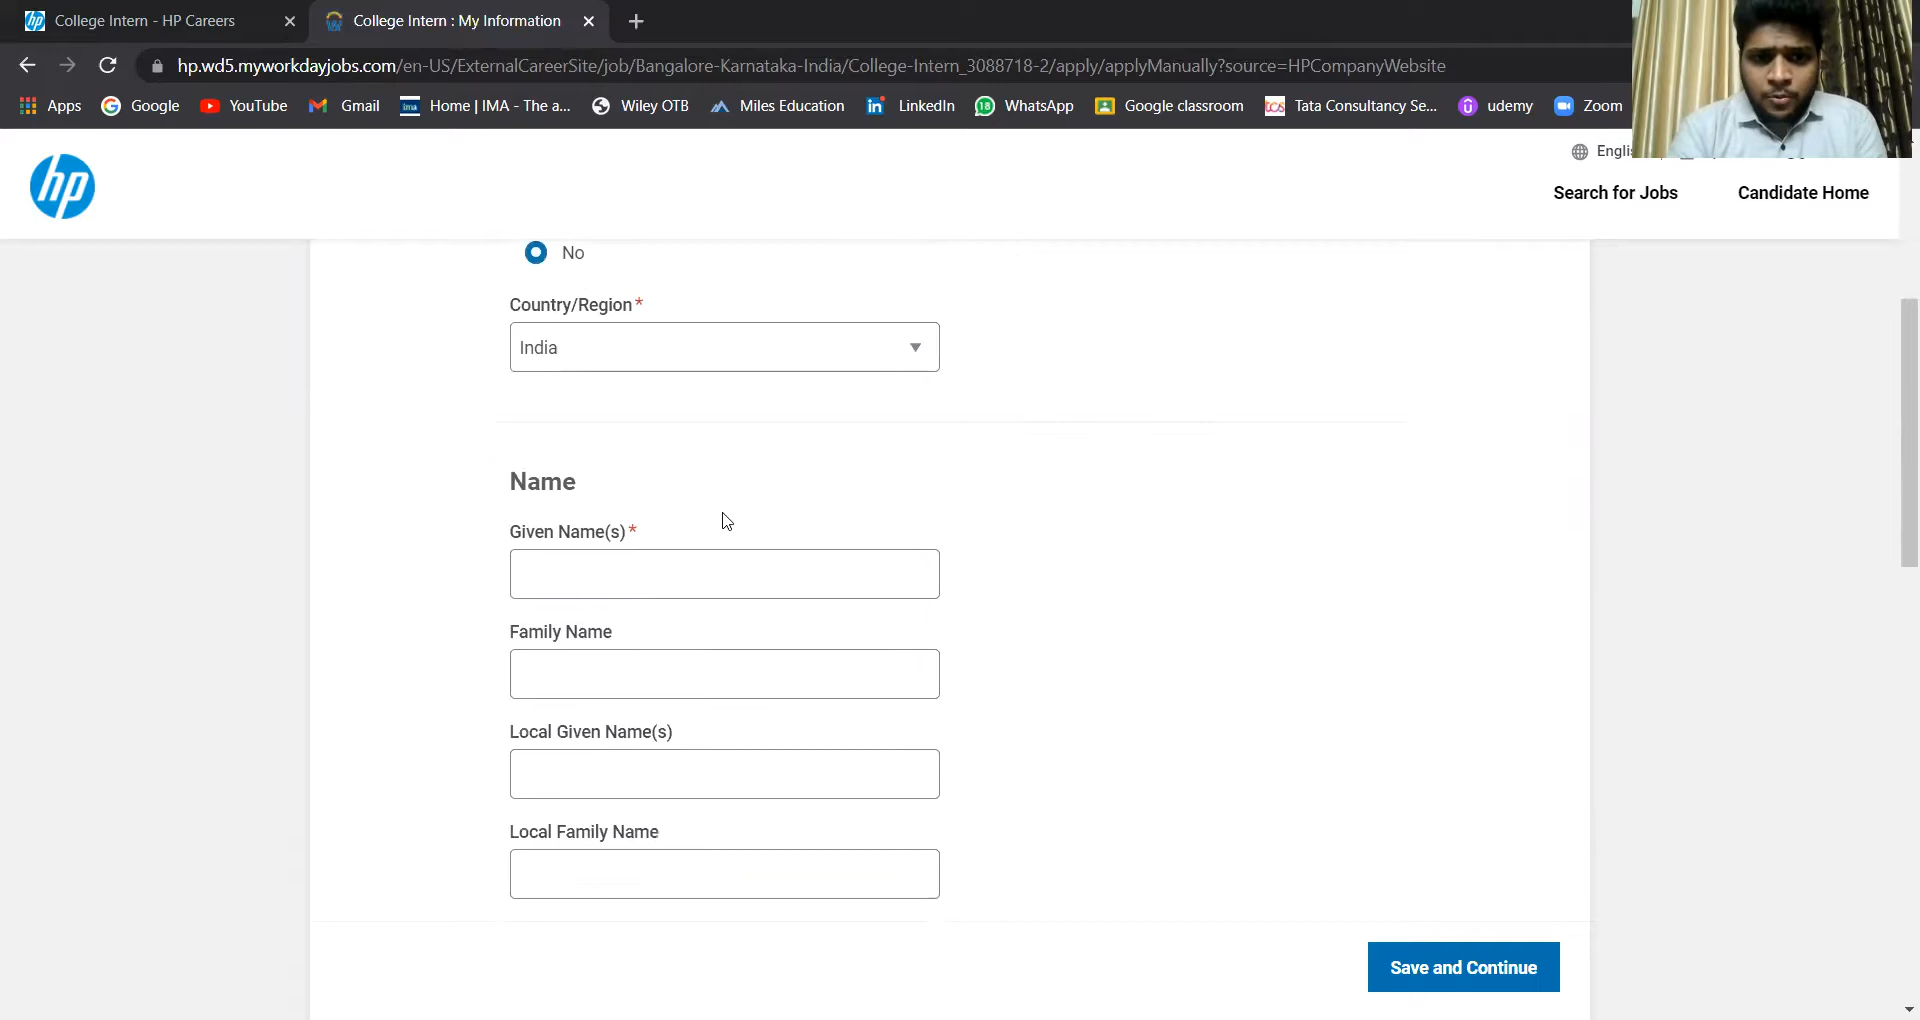 College Intern - HP Careers
College Intern : My Information
hp.wd5.myworkdayjobs.com/en-US/ExternalCareerSite/job/Bangalore-Karnataka-India/College-Intern_3088718-2/apply/applyManually?source=HPCompanyWebsite
Apps Google YouTube Gmail Home | IMA - The a... Wiley OTB Miles Education LinkedIn WhatsApp Google classroom Tata Consultancy Se... udemy Zoom
hp
Search for Jobs Candidate Home
No
Country/Region*
India
Name
Given Name(s)*
Family Name
Local Given Name(s)
Local Family Name
Save and Continue